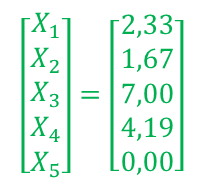 [X₁] = [2,33]
[X₂] = [1,67]
[X₃] = [7,00]
[X₄] = [4,19]
[X₅] = [0,00]